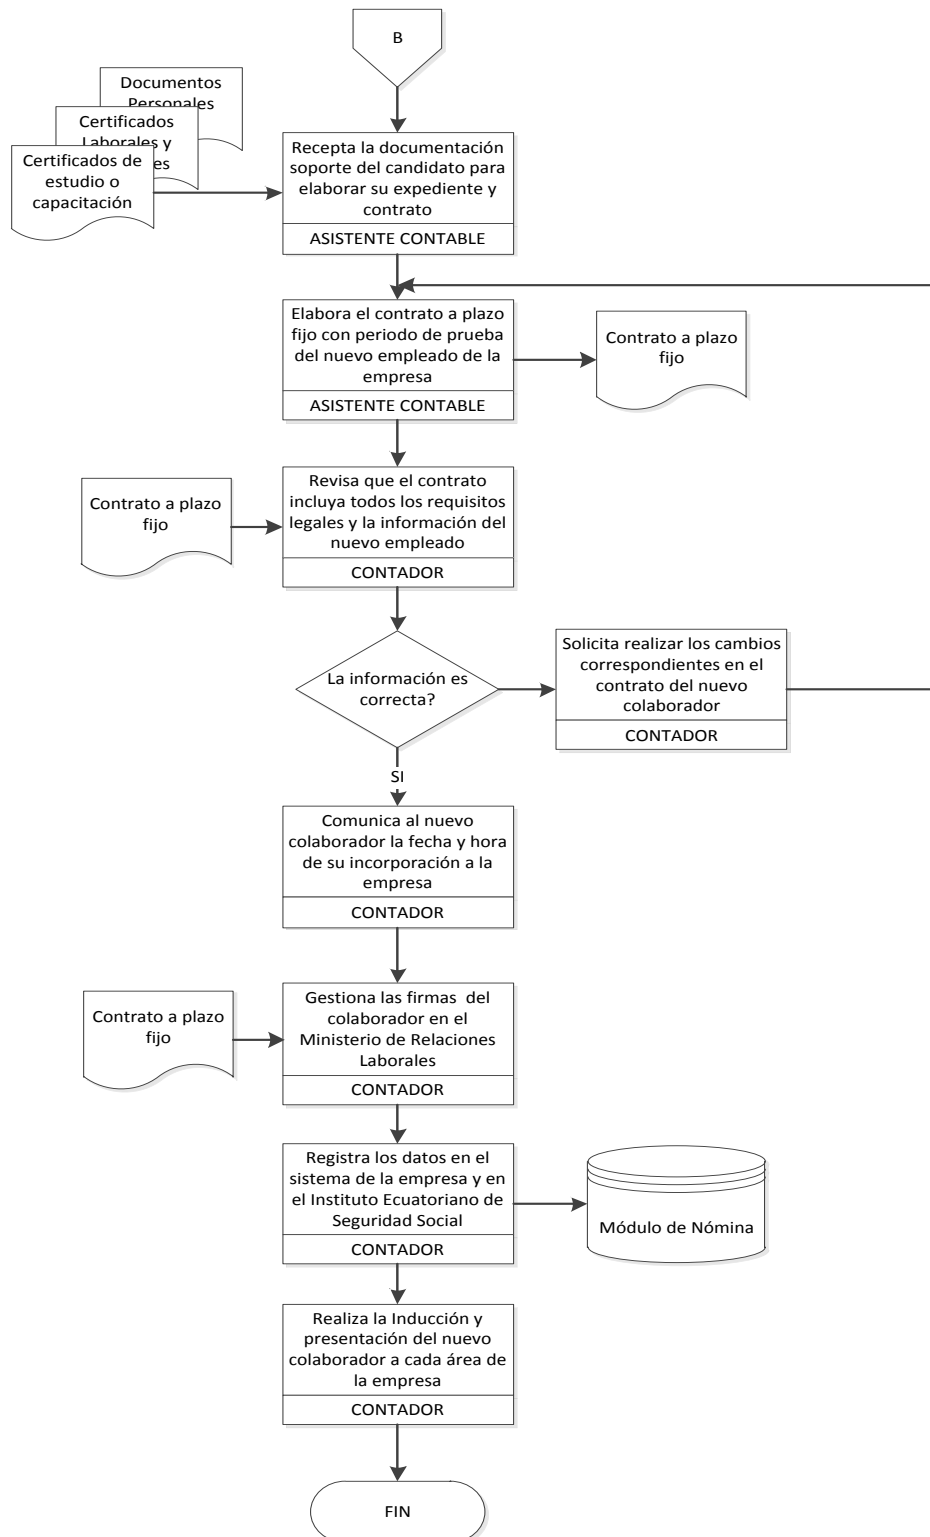 B
Documentos
Personales
Certificados
Laborales y
es
Certificados de
estudio o
capacitación
Recepta la documentación
soporte del candidato para
elaborar su expediente y
contrato
ASISTENTE CONTABLE
Elabora el contrato a plazo
fijo con periodo de prueba
del nuevo empleado de la
empresa
ASISTENTE CONTABLE
Contrato a plazo
fijo
Contrato a plazo
fijo
Revisa que el contrato
incluya todos los requisitos
legales y la información del
nuevo empleado
CONTADOR
La información es
correcta?
Solicita realizar los cambios
correspondientes en el
contrato del nuevo
colaborador
CONTADOR
SI
Comunica al nuevo
colaborador la fecha y hora
de su incorporación a la
empresa
CONTADOR
Contrato a plazo
fijo
Gestiona las firmas  del
colaborador en el
Ministerio de Relaciones
Laborales
CONTADOR
Registra los datos en el
sistema de la empresa y en
el Instituto Ecuatoriano de
Seguridad Social
CONTADOR
Módulo de Nómina
Realiza la Inducción y
presentación del nuevo
colaborador a cada área de
la empresa
CONTADOR
FIN